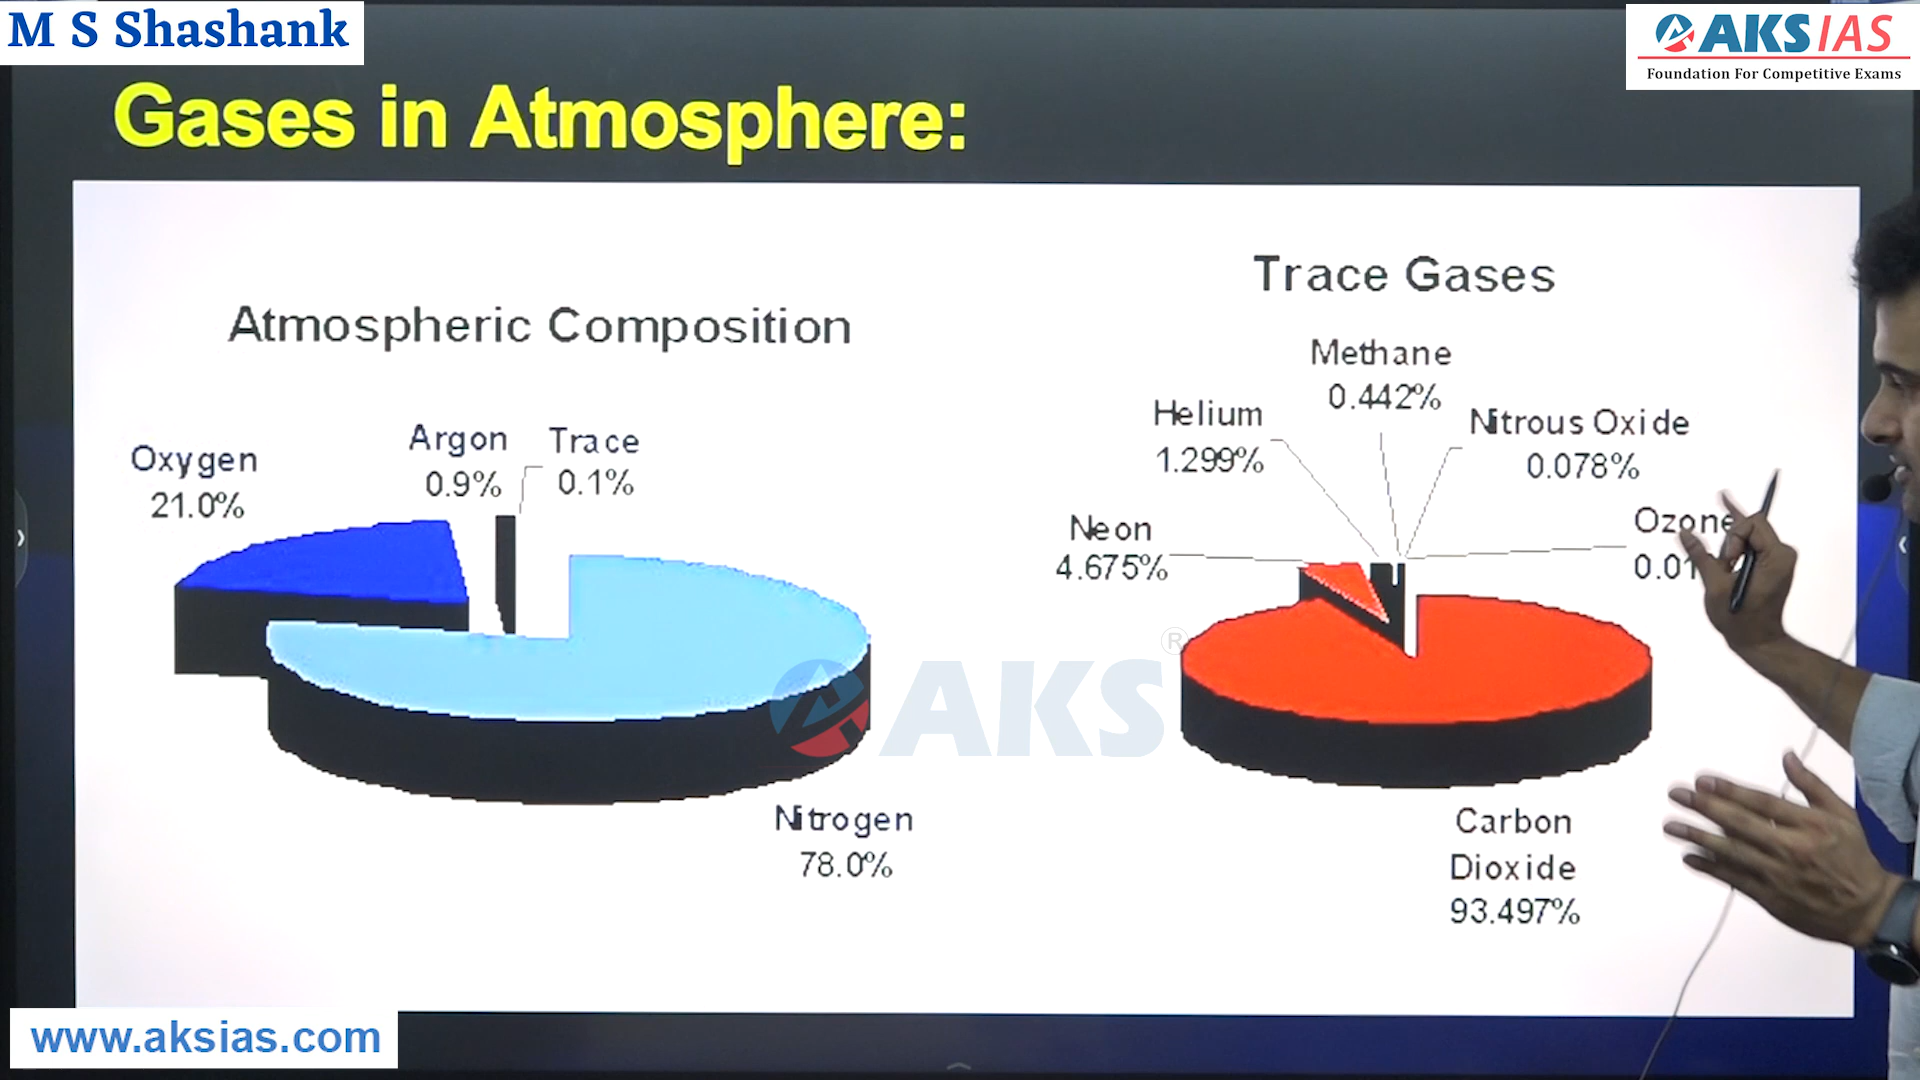 M S Shashank
AKS IAS
Foundation For Competitive Exams
Gases in Atmosphere:
Atmospheric Composition
Oxygen
21.0%
Argon
0.9%
Trace
0.1%
Nitrogen
78.0%
Trace Gases
Methane
0.442%
Helium
1.299%
Nitrous Oxide
0.078%
Neon
4.675%
Ozone
Carbon
Dioxide
93.497%
AKS ®
www.aksias.com